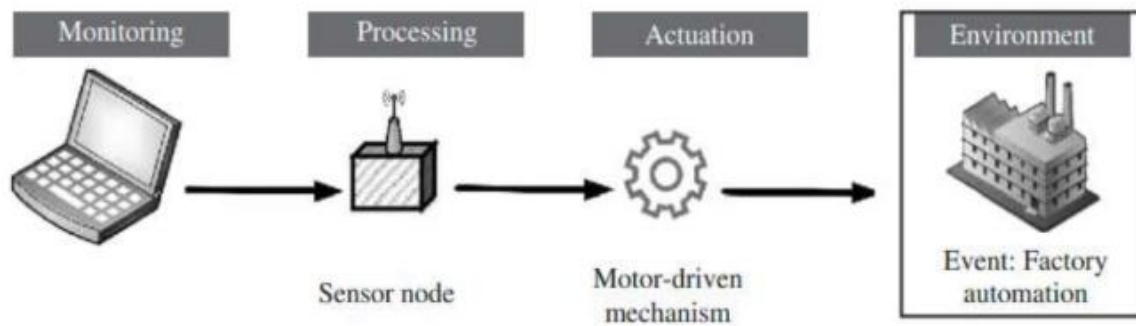 Monitoring
Processing
Actuation
Environment
Sensor node
Motor-driven
mechanism
Event: Factory
automation